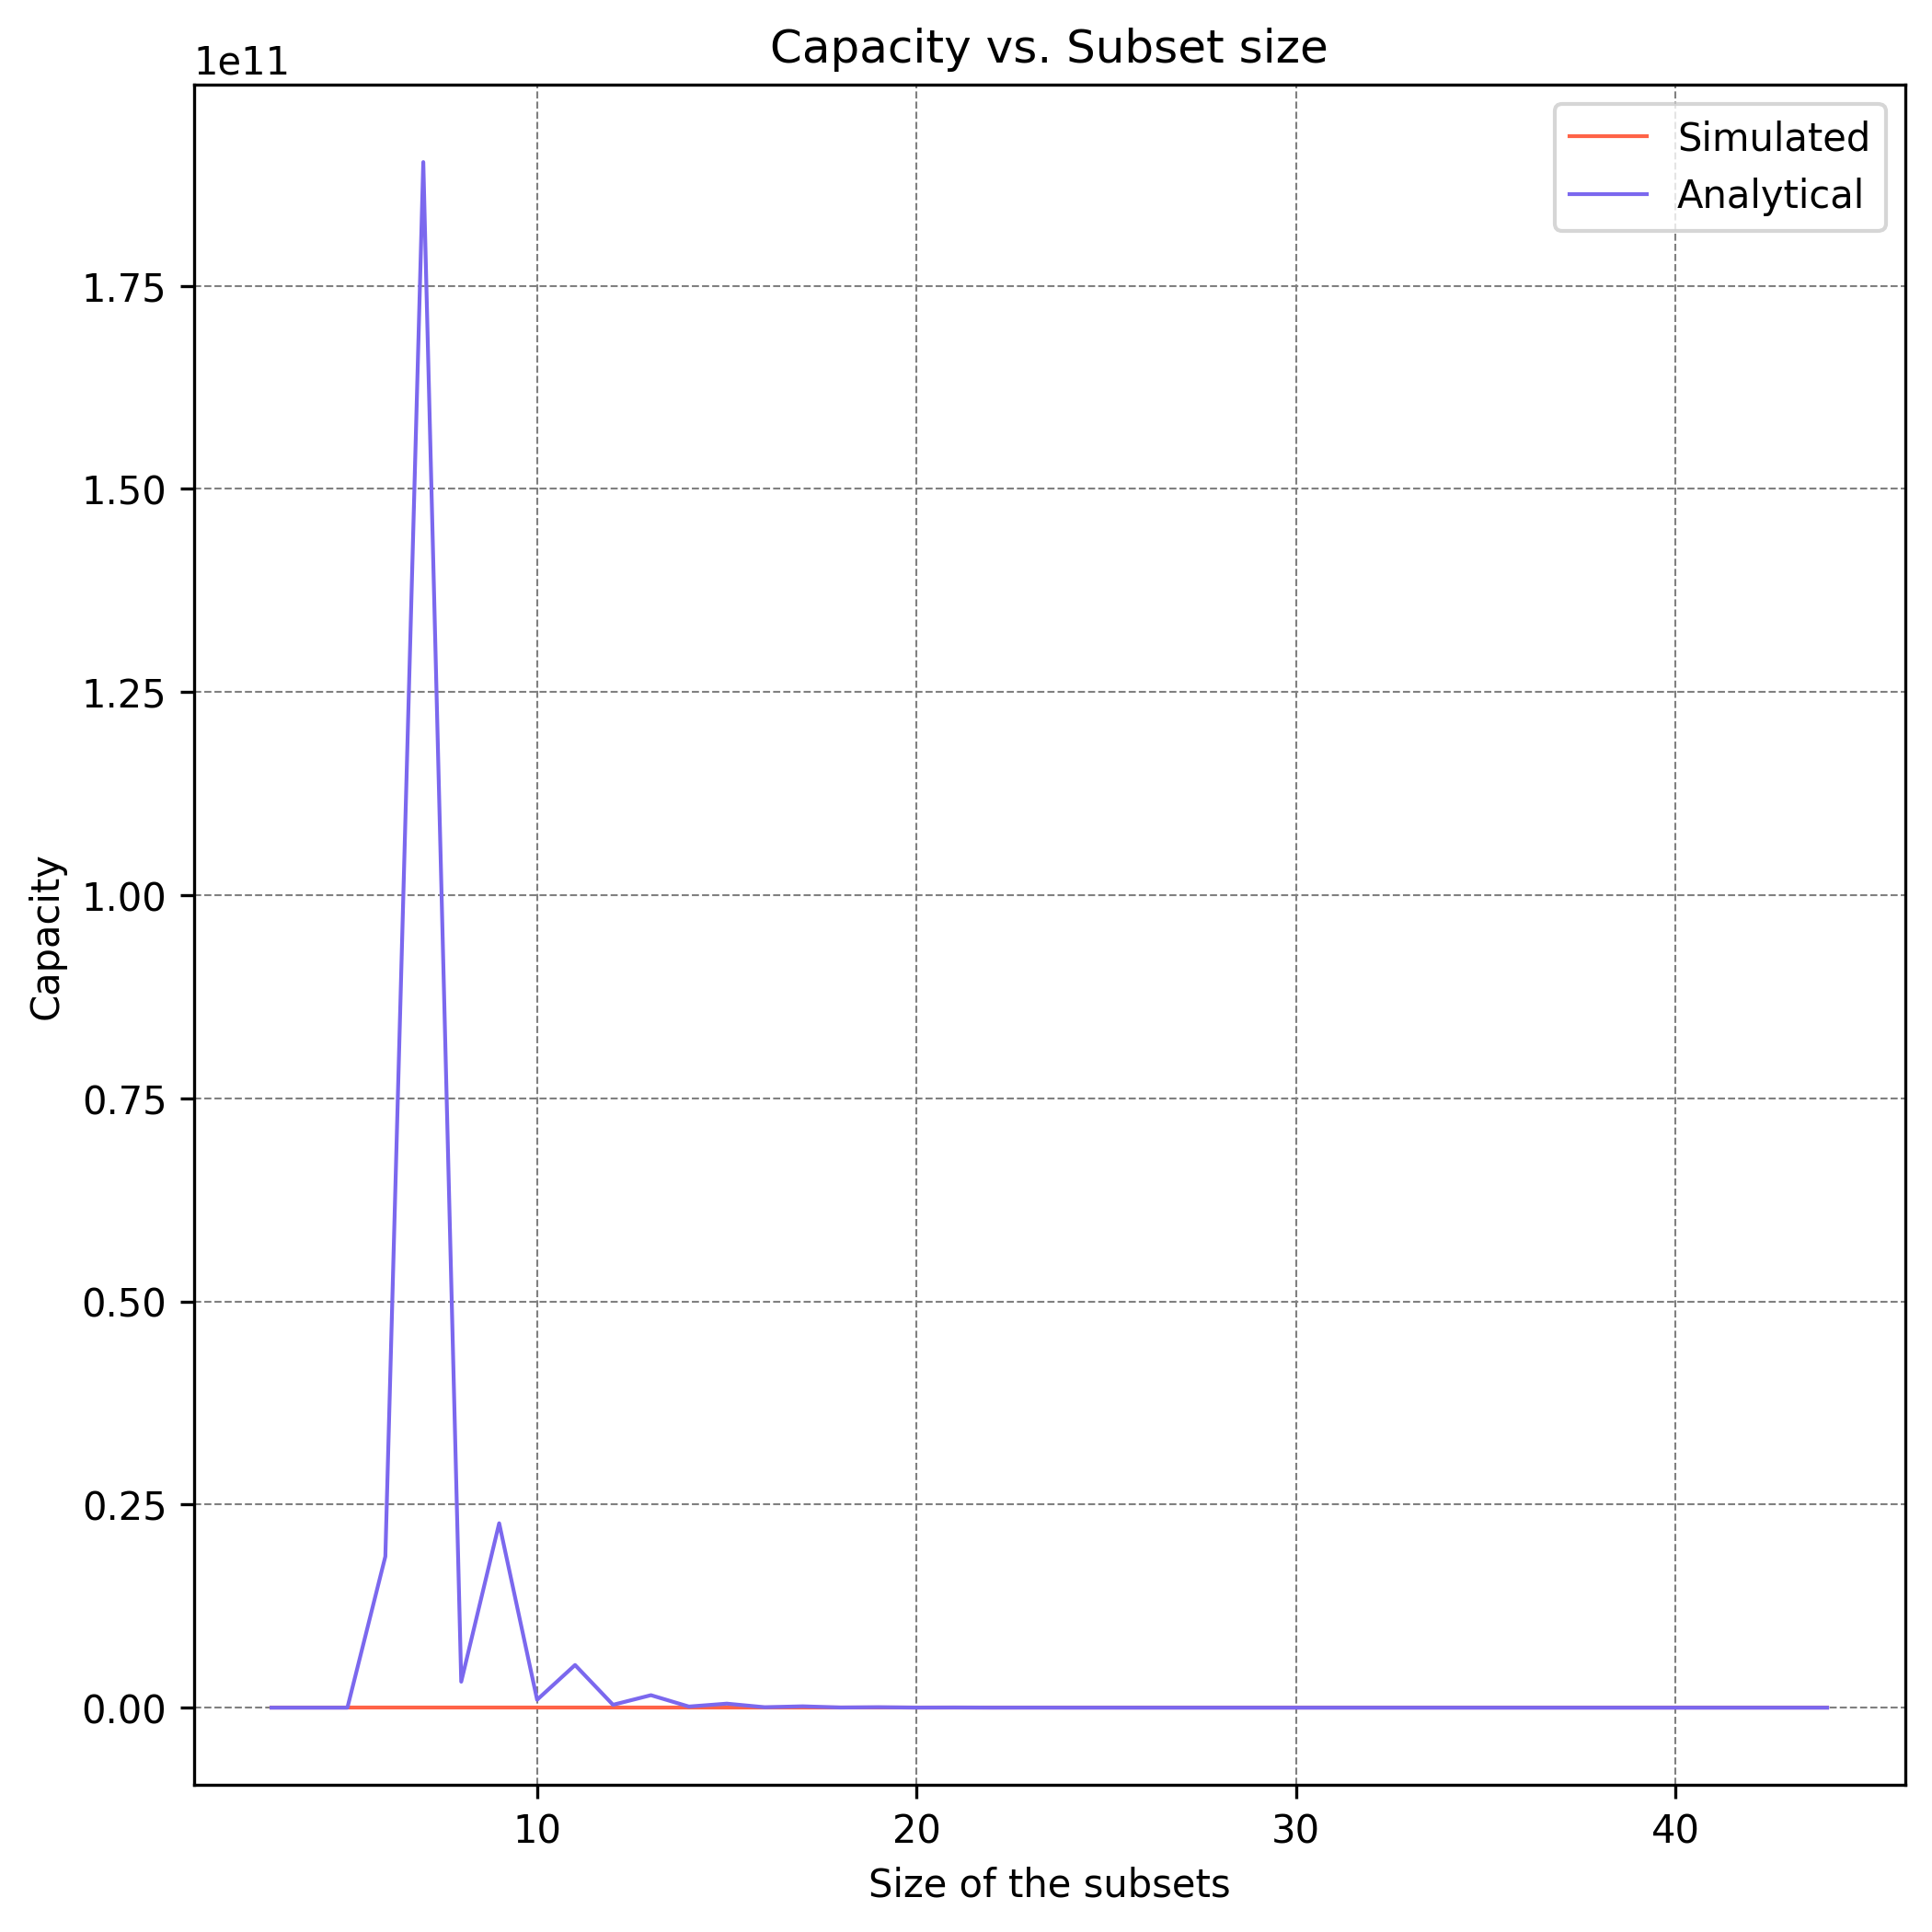 Capacity vs. Subset size
1e11
Simulated
Analytical
1.75
1.50
1.25
1.00
0.75
0.50
0.25
0.00
Capacity
10 20 30 40
Size of the subsets